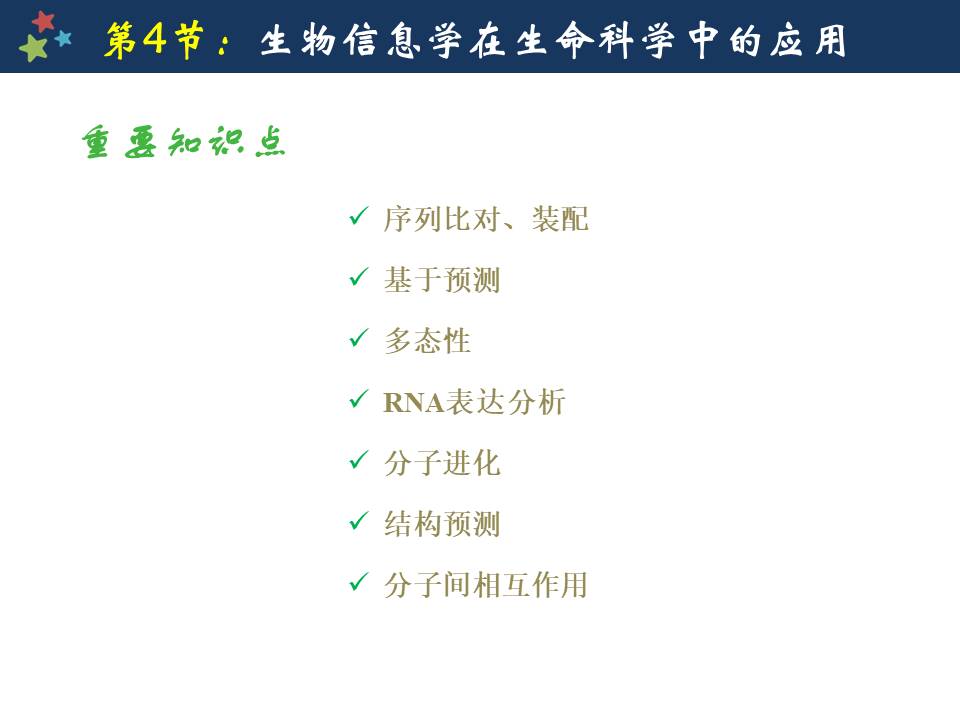 第4节：生物信息学在生命科学中的应用
重要知识点
✓ 序列比对、装配
✓ 基于预测
✓ 多态性
✓ RNA表达分析
✓ 分子进化
✓ 结构预测
✓ 分子间相互作用